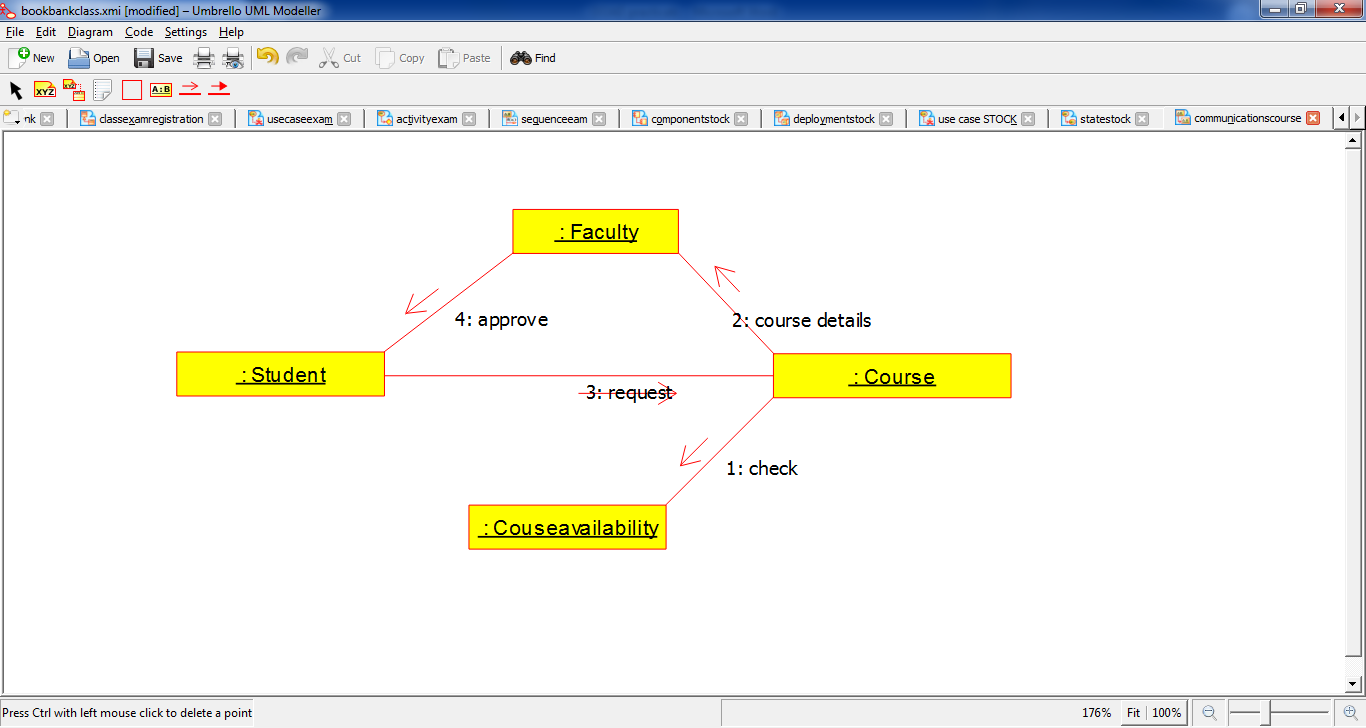 bookbankclass.xmi [modified] – Umbrello UML Modeller
File Edit Diagram Code Settings Help
New Open Save Cut Copy Paste Find
XYZ XYZ A:B
nk classexamregistration usecaseexam activityexam sequenceeam componentstock deploymentstock use case STOCK statestock communicationscourse
: Faculty
4: approve
2: course details
: Student
: Course
3: request
1: check
: Couseavailability
Press Ctrl with left mouse click to delete a point
176% Fit 100%